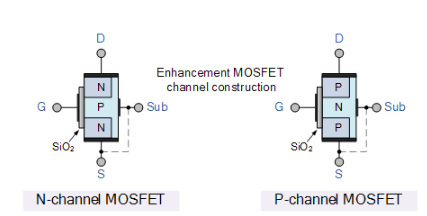 D
D
N
P
N
G
Sub
SiO2
S
Enhancement MOSFET
channel construction
P
N
P
G
Sub
SiO2
S
N-channel MOSFET
P-channel MOSFET